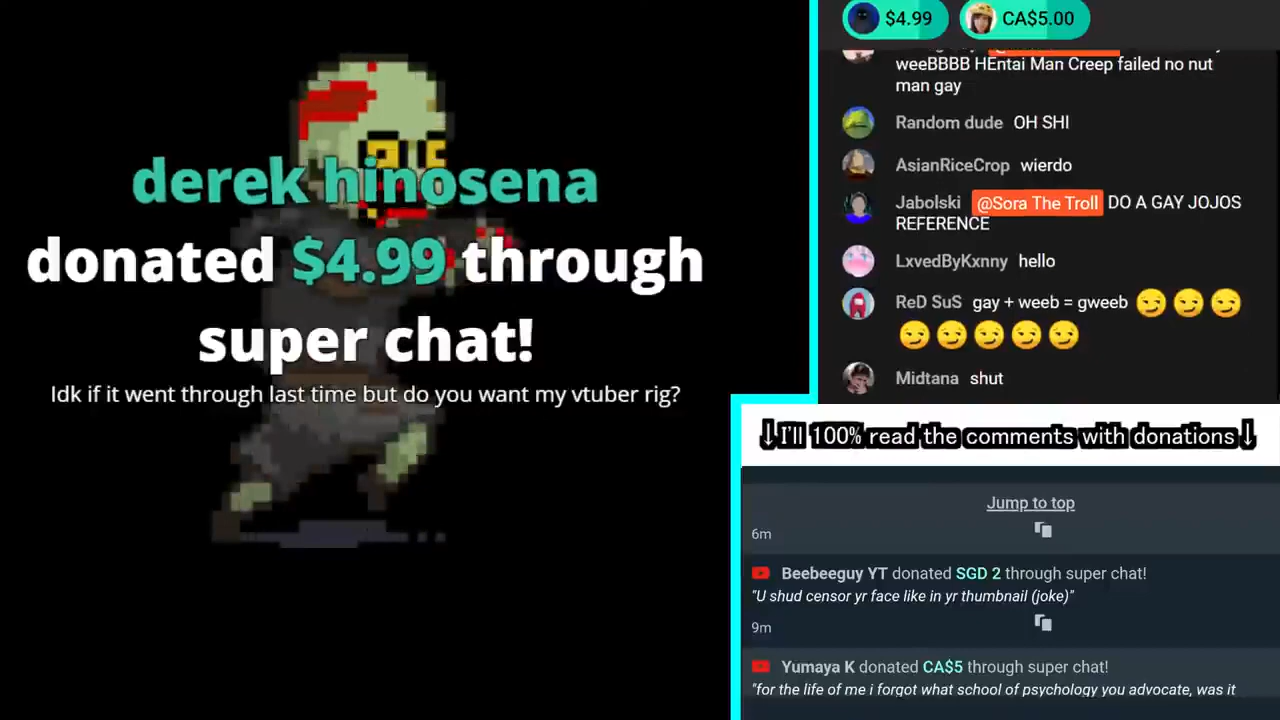 derek hinosena
donated $4.99 through
super chat!
Idk if it went through last time but do you want my vtuber rig?
$4.99 CA$5.00
weeBBBB HEntai Man Creep failed no nut
man gay
Random dude OH SHI
AsianRiceCrop wierdo
Jabolski @Sora The Troll DO A GAY JOJOS
REFERENCE
LxvedByKxnny hello
ReD SuS gay + weeb = gweeb 😏😏😏
😏😏😏😏😏
Midtana shut
↓I'll 100% read the comments with donations↓
Jump to top
6m
Beebeeguy YT donated SGD 2 through super chat!
"U shud censor yr face like in yr thumbnail (joke)"
9m
Yumaya K donated CA$5 through super chat!
"for the life of me i forgot what school of psychology you advocate, was it